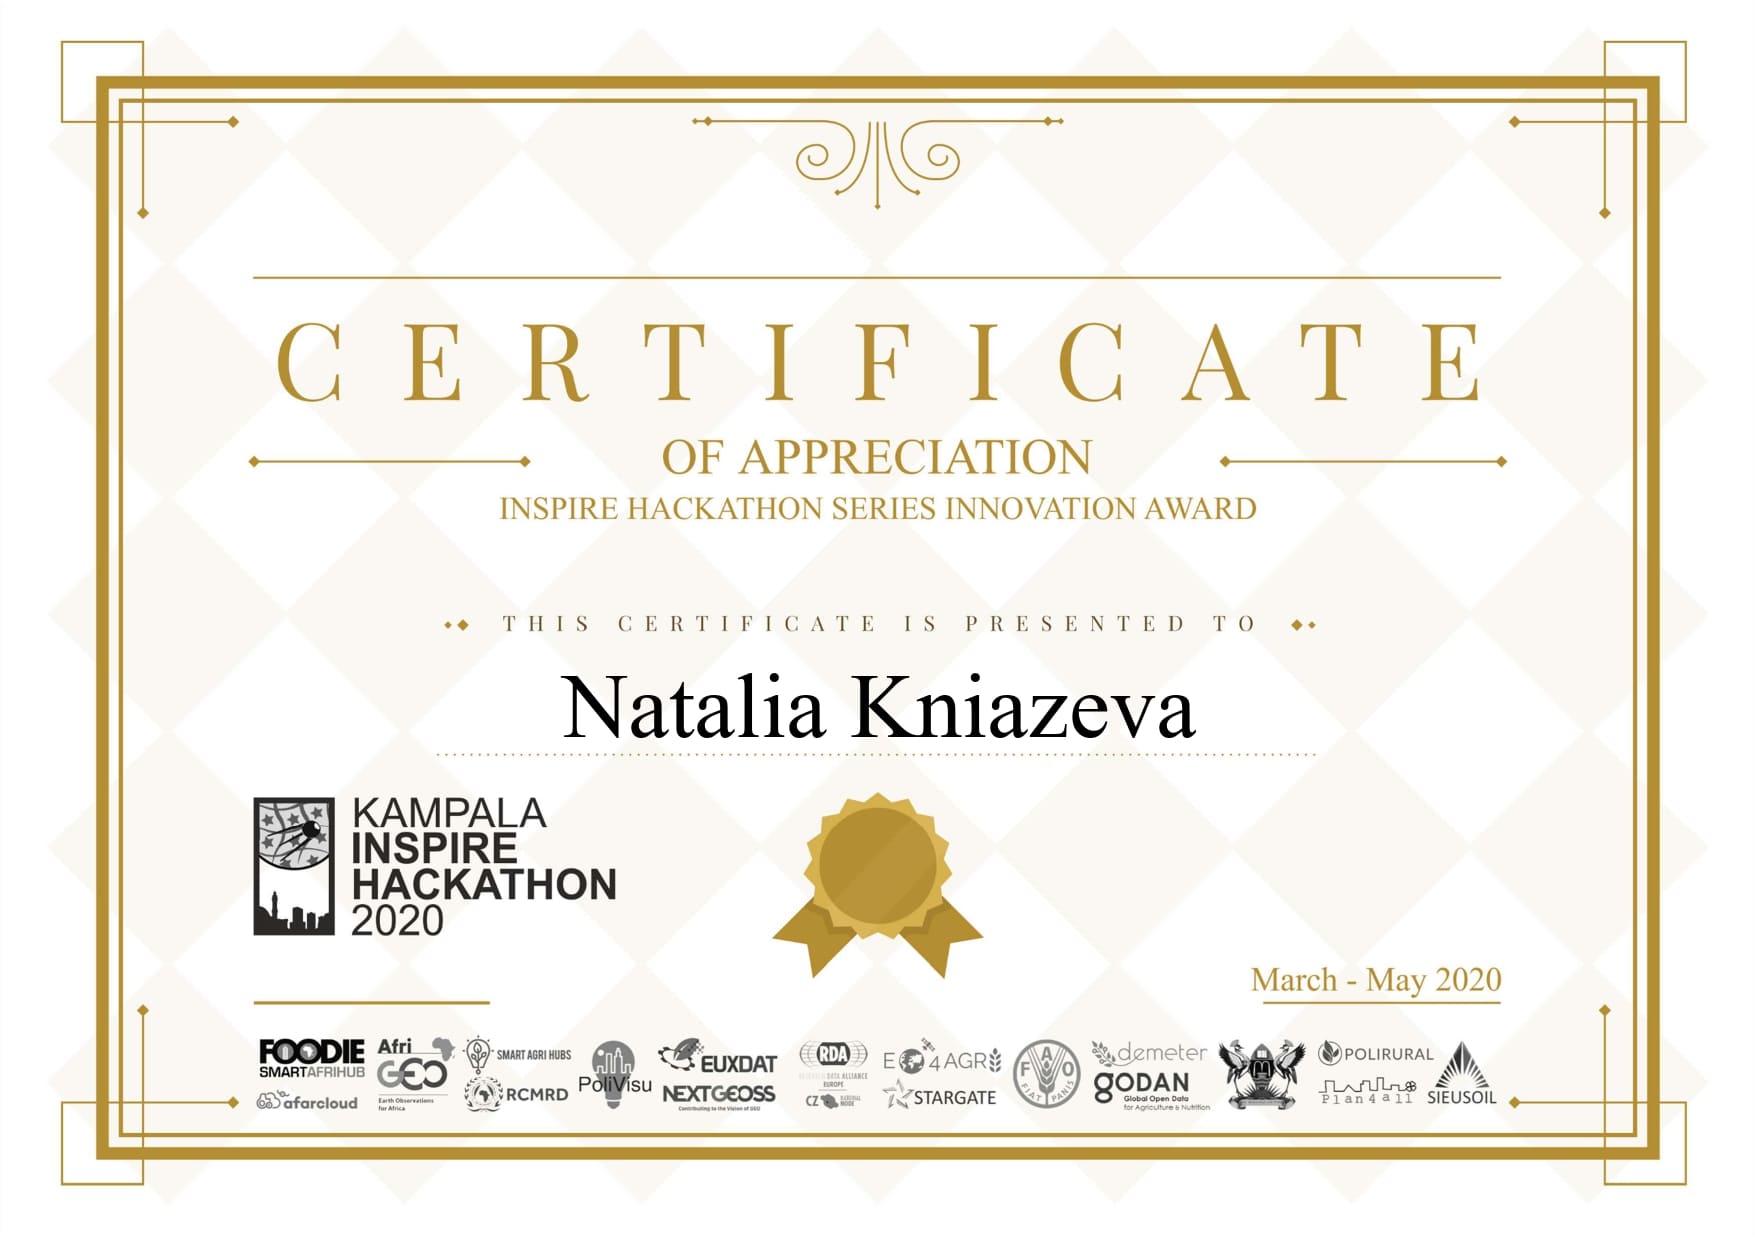 CERTIFICATE
OF APPRECIATION
INSPIRE HACKATHON SERIES INNOVATION AWARD
THIS CERTIFICATE IS PRESENTED TO
Natalia Kniazeva
KAMPALA
INSPIRE
HACKATHON
2020
March - May 2020
FOODIE
SMARTAFRIHUB
afarcloud
Afri
GEO
Earth Observations
for Africa
SMART AGRI HUBS
RCMRD
PoliVisu
EUXDAT
NEXTGEOSS
Contributing to the Vision of GEO
RDA
RESEARCH DATA ALLIANCE
EUROPE
CZ
NODE
EO4AGRI
STARGATE
FAO
FIAT PANIS
demeter
GODAN
Global Open Data
for Agriculture & Nutrition
POLIRURAL
Plan4all
SIEUSOIL